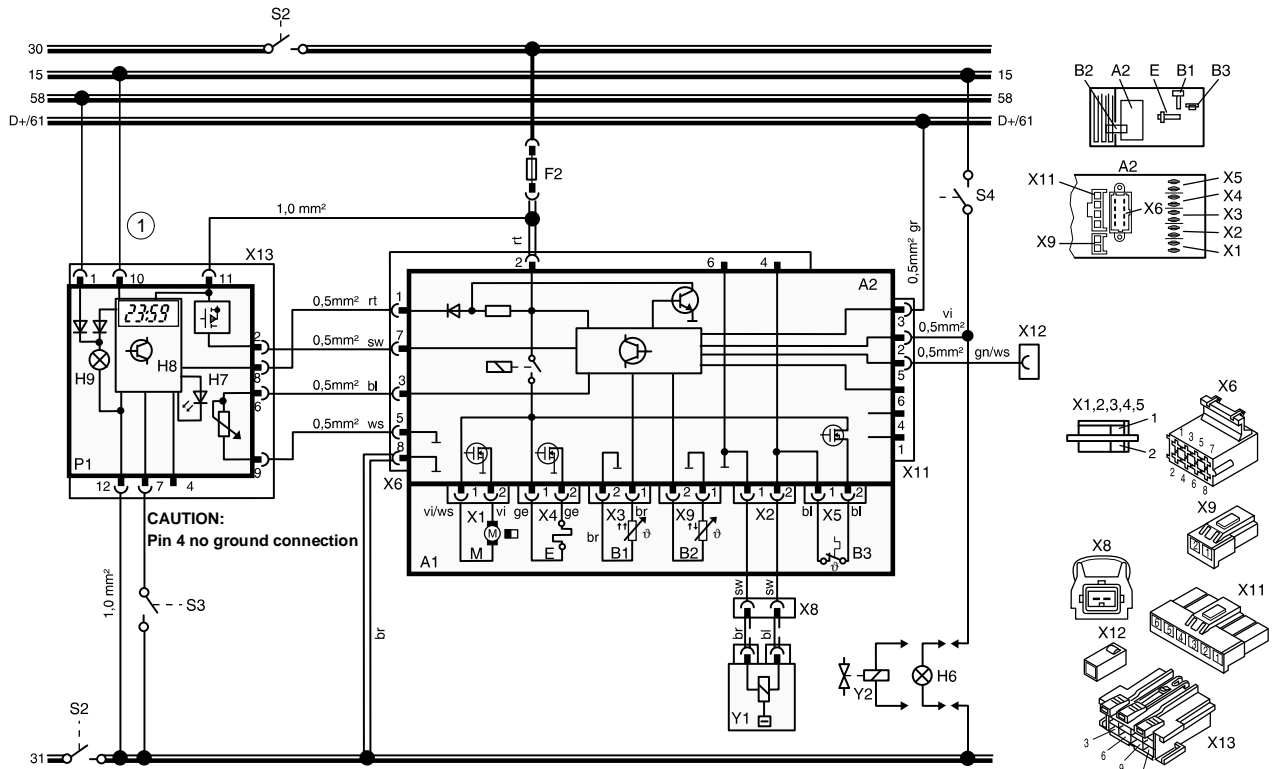 S2
30
15
15
58
58
D+/61
D+/61
B2 A2 E B1 B3
F2
A2
X11
X5
X4
X6
X3
X2
X9
X1
S4
1,0 mm²
1
rt
0,5mm² gr
X13
1
10
11
2
6
4
A2
23:59
0,5mm² rt
1
3
vi
0,5mm²
X12
2
0,5mm² sw
7
2
0,5mm² gn/ws
H9
H8
H7
8
0,5mm² bl
3
5
X6
6
5
6
X1,2,3,4,5
1
2
1 3 5 7
2 4 6 8
0,5mm² ws
4
P1
9
8
1
X11
12
7
4
X6
1 2
1 2
2 1
2 1
1 2
1 2
X9
2 1
CAUTION:
Pin 4 no ground connection
vi/ws
X1
vi
ge
X4
ge
X3
br
X9
X2
bl
X5
bl
M
M
E
br
B1
ϑ
B2
ϑ
ϑ
B3
A1
X8
1,0 mm²
S3
br
sw
sw
X8
X11
6 5 4 3 2 1
br
bl
X12
Y2
H6
Y1
S2
X13
3
6
9
31